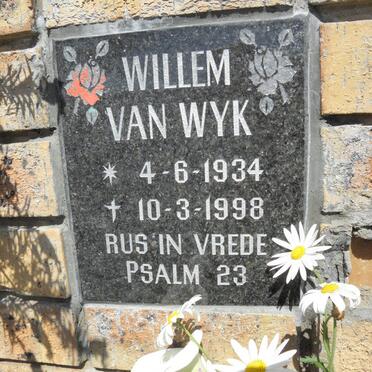 WILLEM
VAN WYK
* 4-6-1934
† 10-3-1998
RUS IN VREDE
PSALM 23